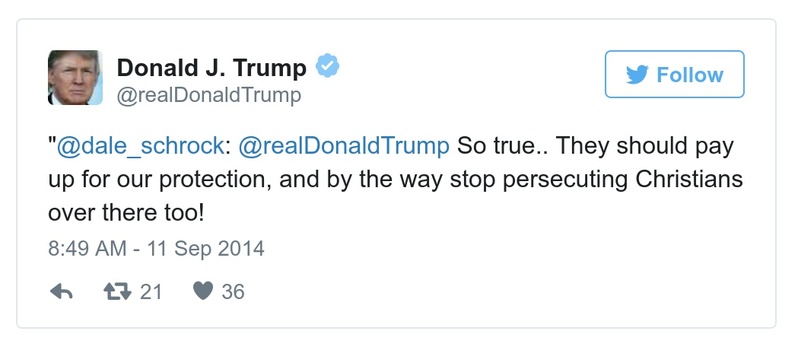 Donald J. Trump
@realDonaldTrump
Follow
"@dale_schrock: @realDonaldTrump So true.. They should pay
up for our protection, and by the way stop persecuting Christians
over there too!
8:49 AM - 11 Sep 2014
21 36